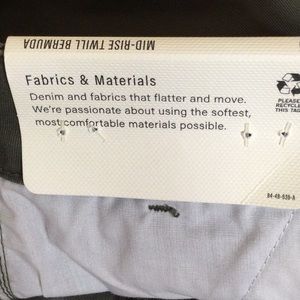 MID-RISE TWILL BERMUDA
Fabrics & Materials
Denim and fabrics that flatter and move.
We're passionate about using the softest,
most comfortable materials possible.
PLEASE
RECYCLE
THIS TAG